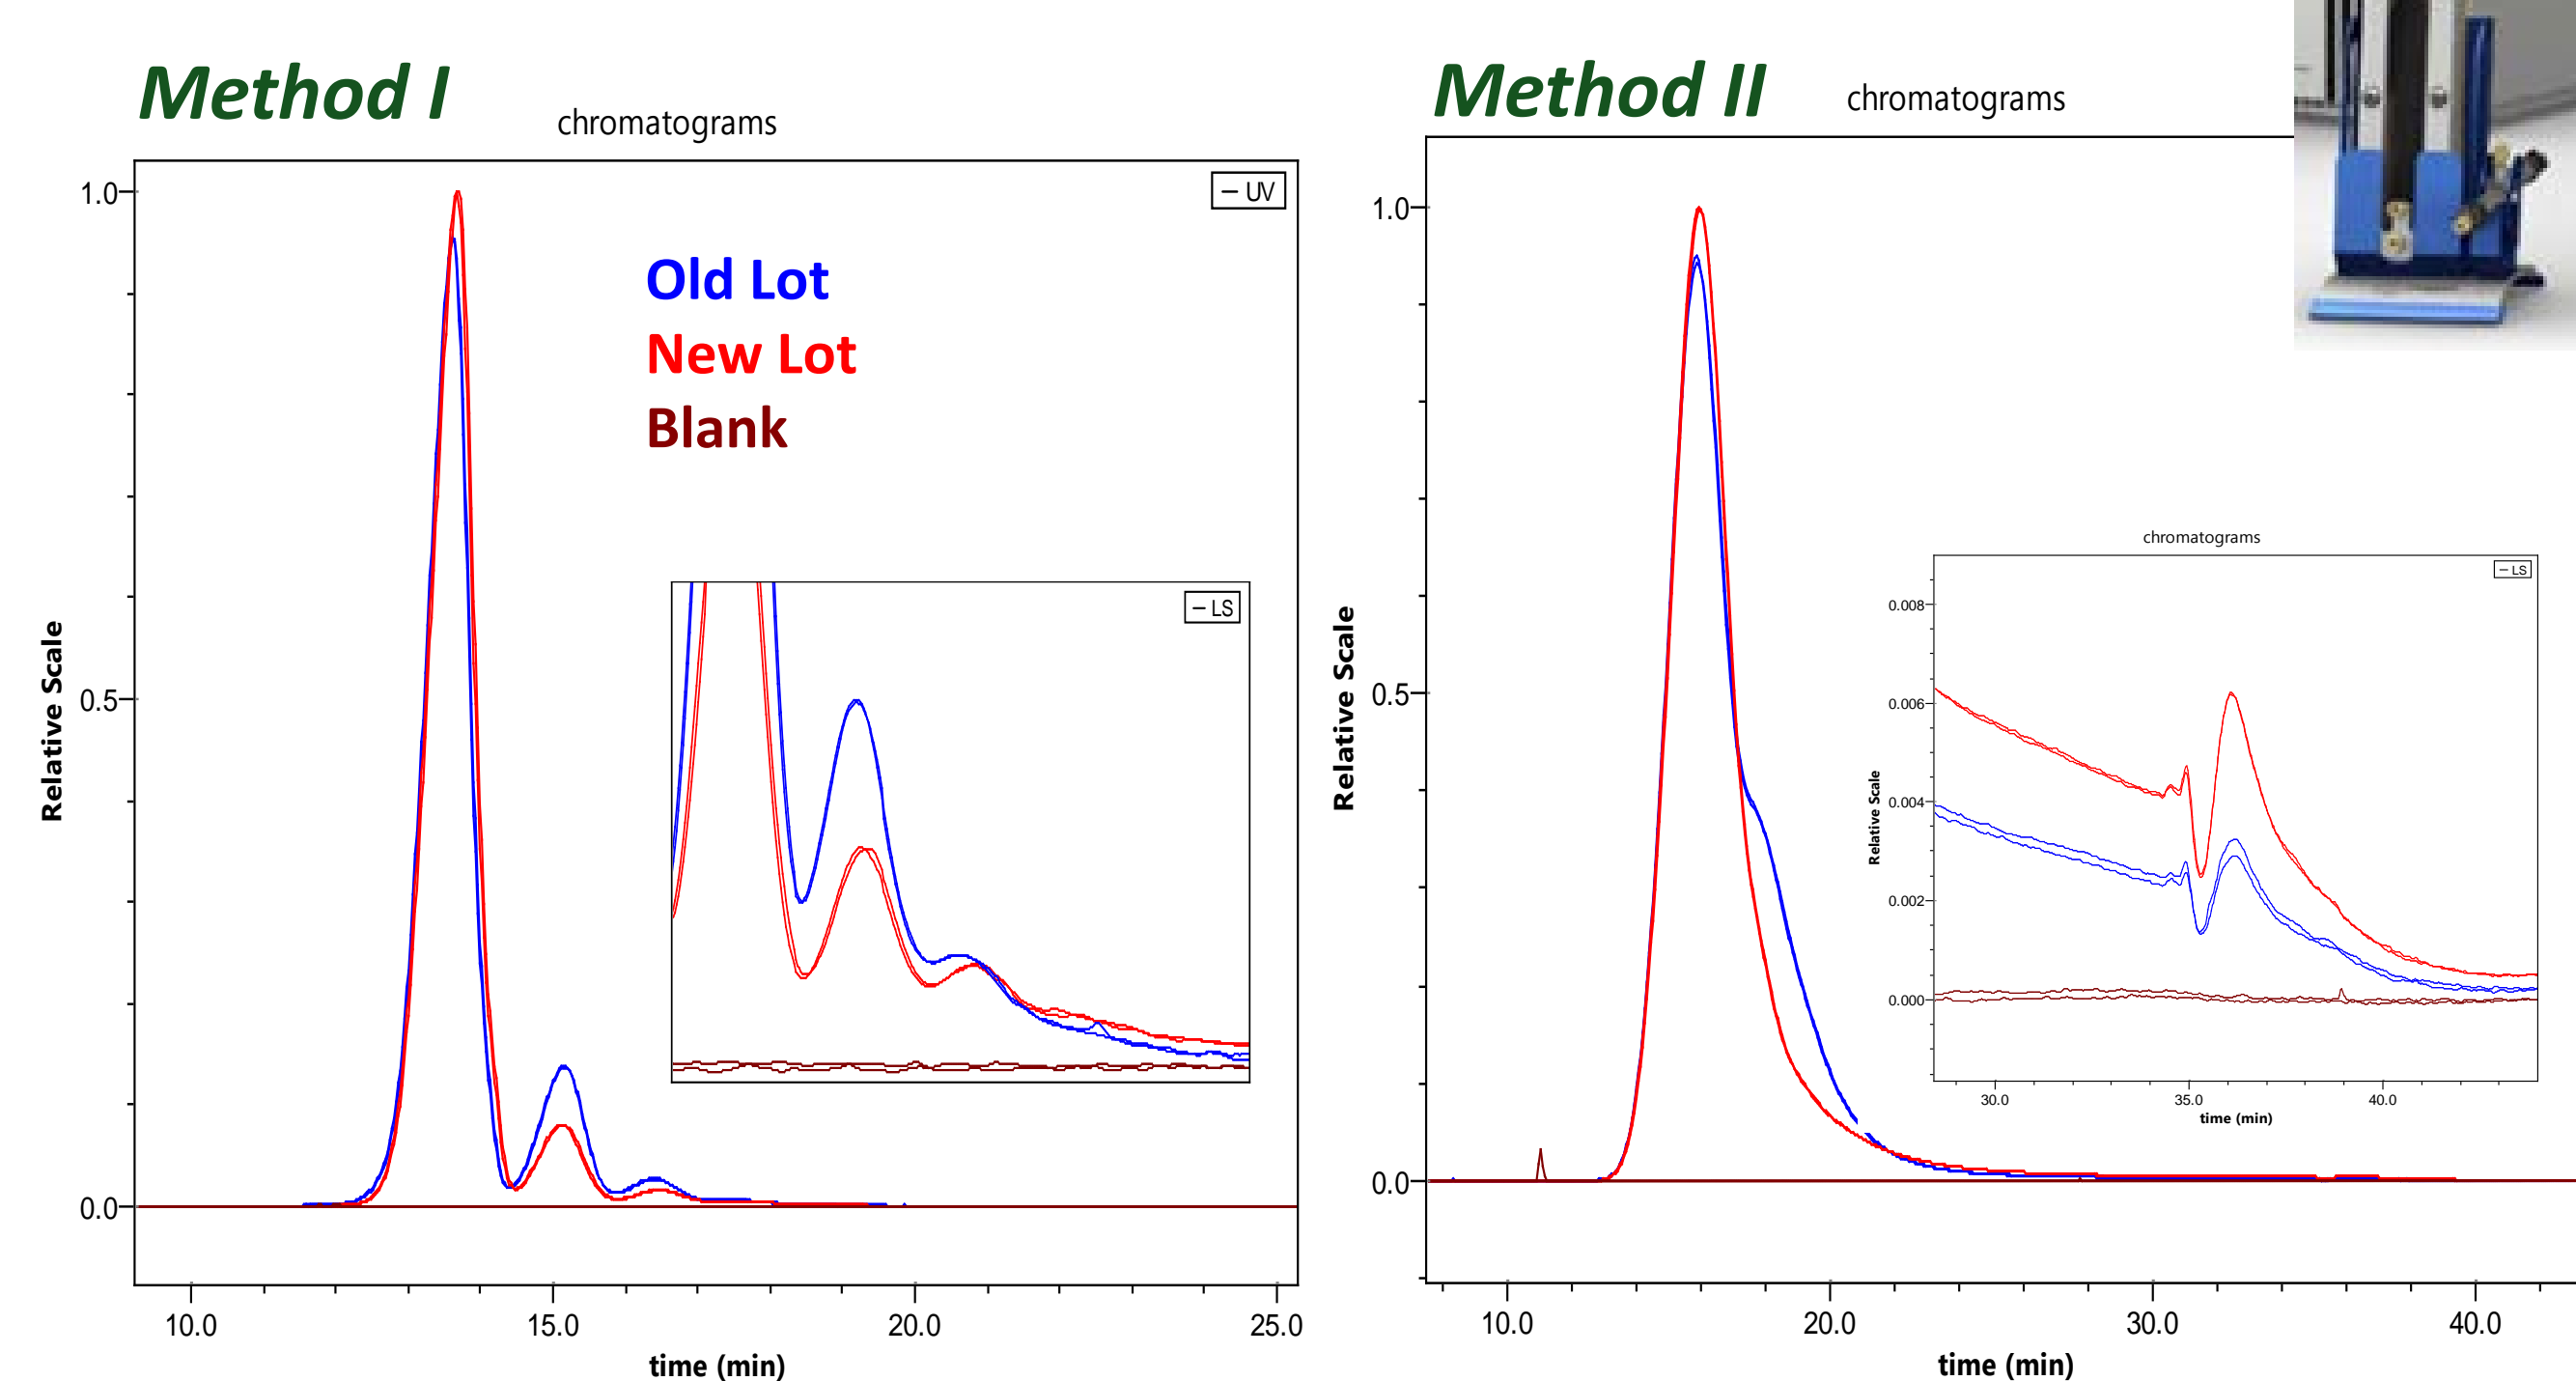 Method I
chromatograms
– UV
1.0
0.5
0.0
Relative Scale
Old Lot
New Lot
Blank
– LS
10.0 15.0 20.0 25.0
time (min)
Method II
chromatograms
1.0
0.5
0.0
Relative Scale
chromatograms
– LS
0.008
0.006
0.004
0.002
0.000
Relative Scale
30.0 35.0 40.0
time (min)
10.0 20.0 30.0 40.0
time (min)